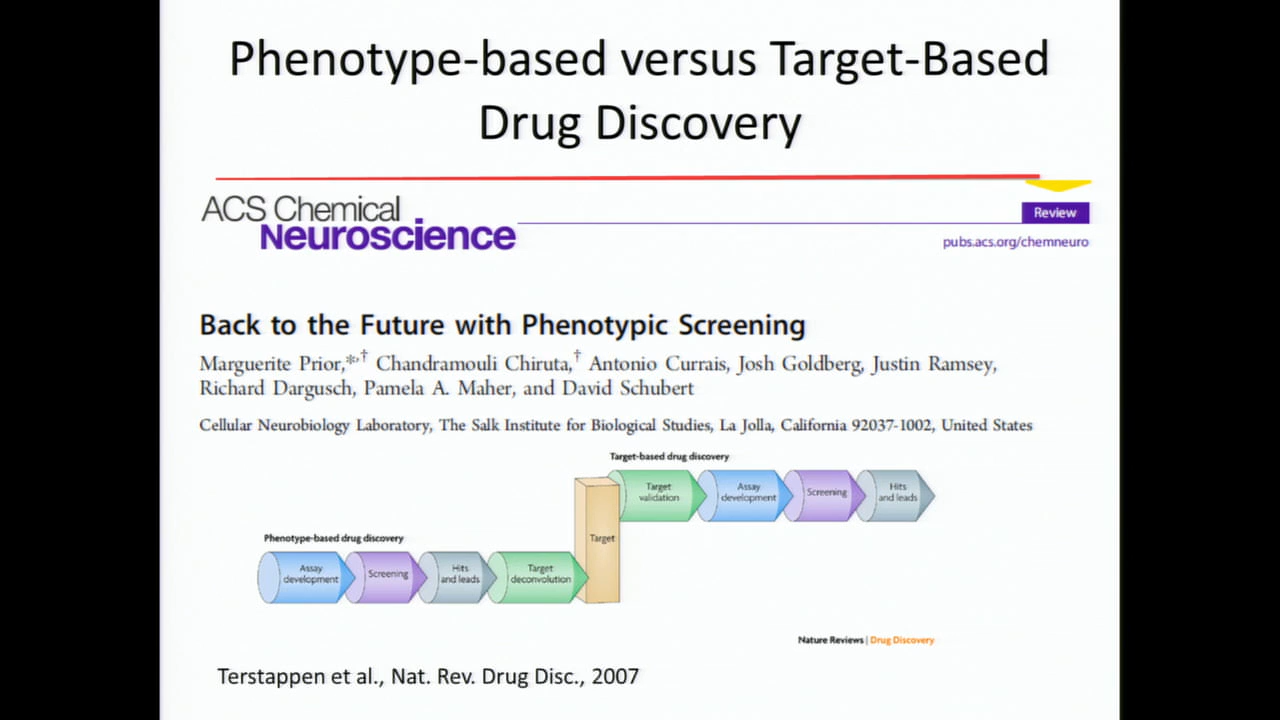 Phenotype-based versus Target-Based
Drug Discovery
ACS Chemical
Neuroscience
Review
pubs.acs.org/chemneuro
Back to the Future with Phenotypic Screening
Marguerite Prior,*,† Chandramouli Chiruta,† Antonio Currais, Josh Goldberg, Justin Ramsey,
Richard Dargusch, Pamela A. Maher, and David Schubert
Cellular Neurobiology Laboratory, The Salk Institute for Biological Studies, La Jolla, California 92037-1002, United States
Target-based drug discovery
Target
validation
Assay
development
Screening
Hits
and leads
Target
Phenotype-based drug discovery
Assay
development
Screening
Hits
and leads
Target
deconvolution
Nature Reviews | Drug Discovery
Terstappen et al., Nat. Rev. Drug Disc., 2007